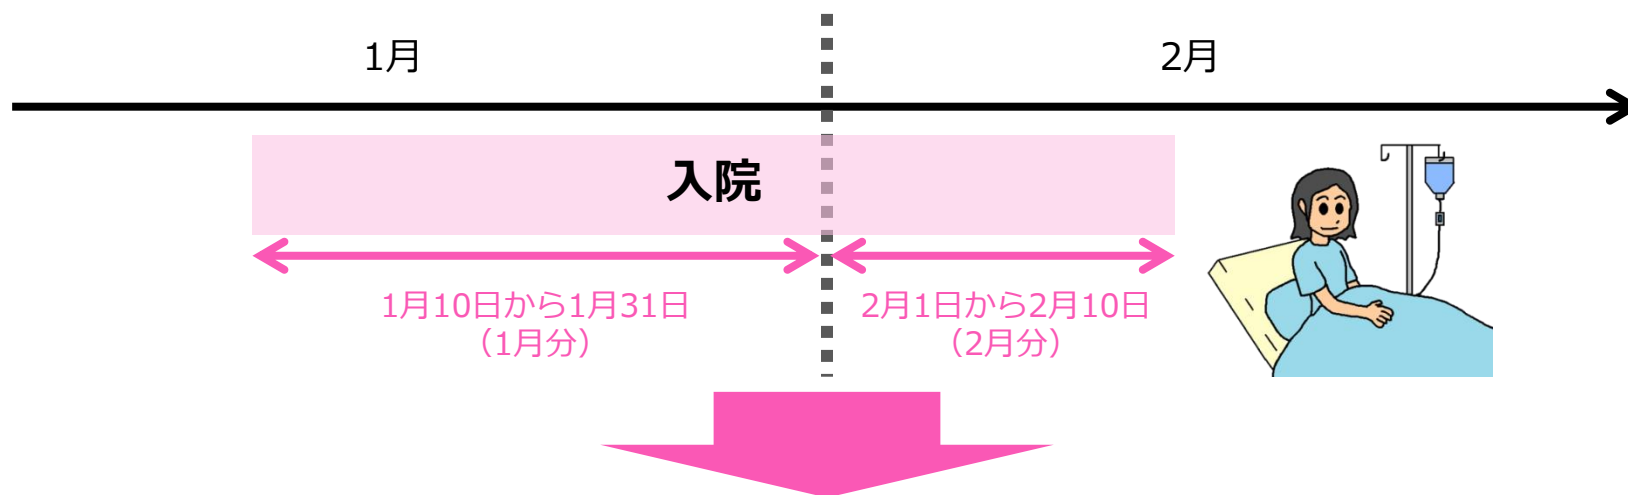 1月
2月
入院
1月10日から1月31日
（1月分）
2月1日から2月10日
（2月分）